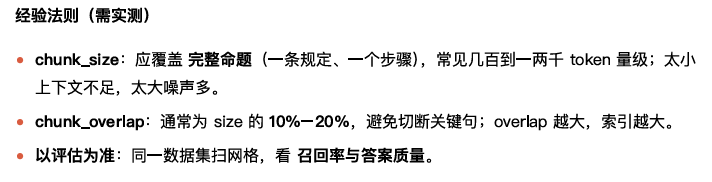 经验法则（需实测）
• chunk_size：应覆盖 完整命题（一条规定、一个步骤），常见几百到一两千 token 量级；太小
上下文不足，太大噪声多。
• chunk_overlap：通常为 size 的 10%–20%，避免切断关键句；overlap 越大，索引越大。
• 以评估为准：同一数据集扫网格，看 召回率与答案质量。